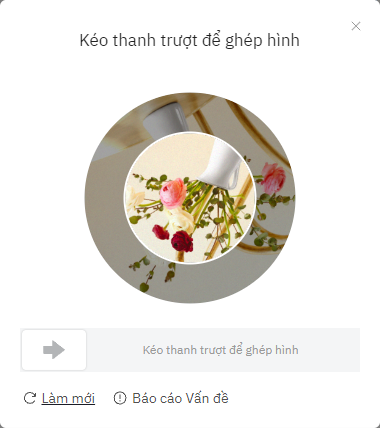 Kéo thanh trượt để ghép hình
Kéo thanh trượt để ghép hình
Làm mới
Báo cáo Vấn đề